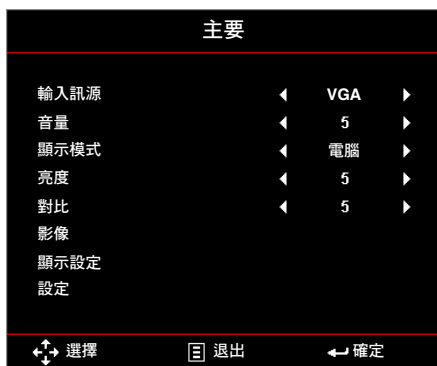 主要
輸入訊源 VGA
音量 5
顯示模式 電腦
亮度 5
對比 5
影像
顯示設定
設定
選擇 退出 確定